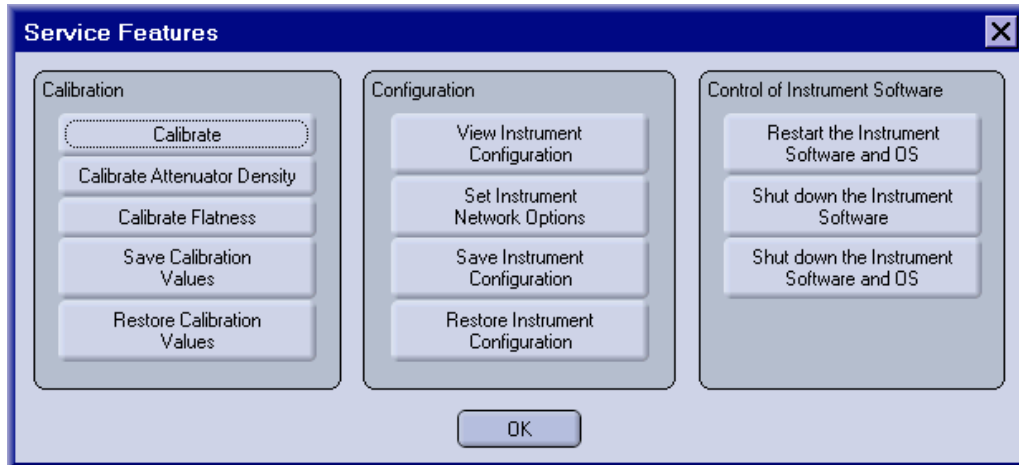 Service Features
Calibration
Calibrate
Calibrate Attenuator Density
Calibrate Flatness
Save Calibration
Values
Restore Calibration
Values
Configuration
View Instrument
Configuration
Set Instrument
Network Options
Save Instrument
Configuration
Restore Instrument
Configuration
Control of Instrument Software
Restart the Instrument
Software and OS
Shut down the Instrument
Software
Shut down the Instrument
Software and OS
OK